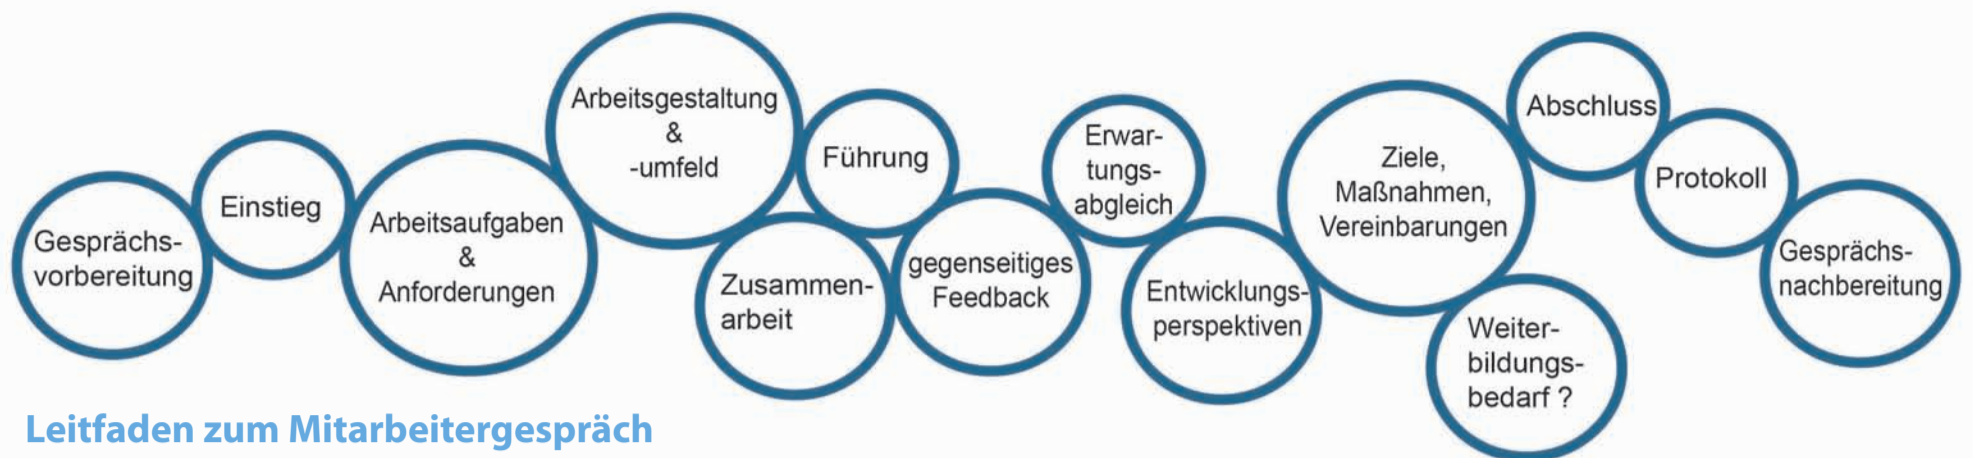 Gesprächs-
vorbereitung
Einstieg
Arbeitsaufgaben
&
Anforderungen
Arbeitsgestaltung
&
-umfeld
Zusammen-
arbeit
Führung
gegenseitiges
Feedback
Erwar-
tungs-
abgleich
Entwicklungs-
perspektiven
Ziele,
Maßnahmen,
Vereinbarungen
Weiter-
bildungs-
bedarf ?
Abschluss
Protokoll
Gesprächs-
nachbereitung
Leitfaden zum Mitarbeitergespräch